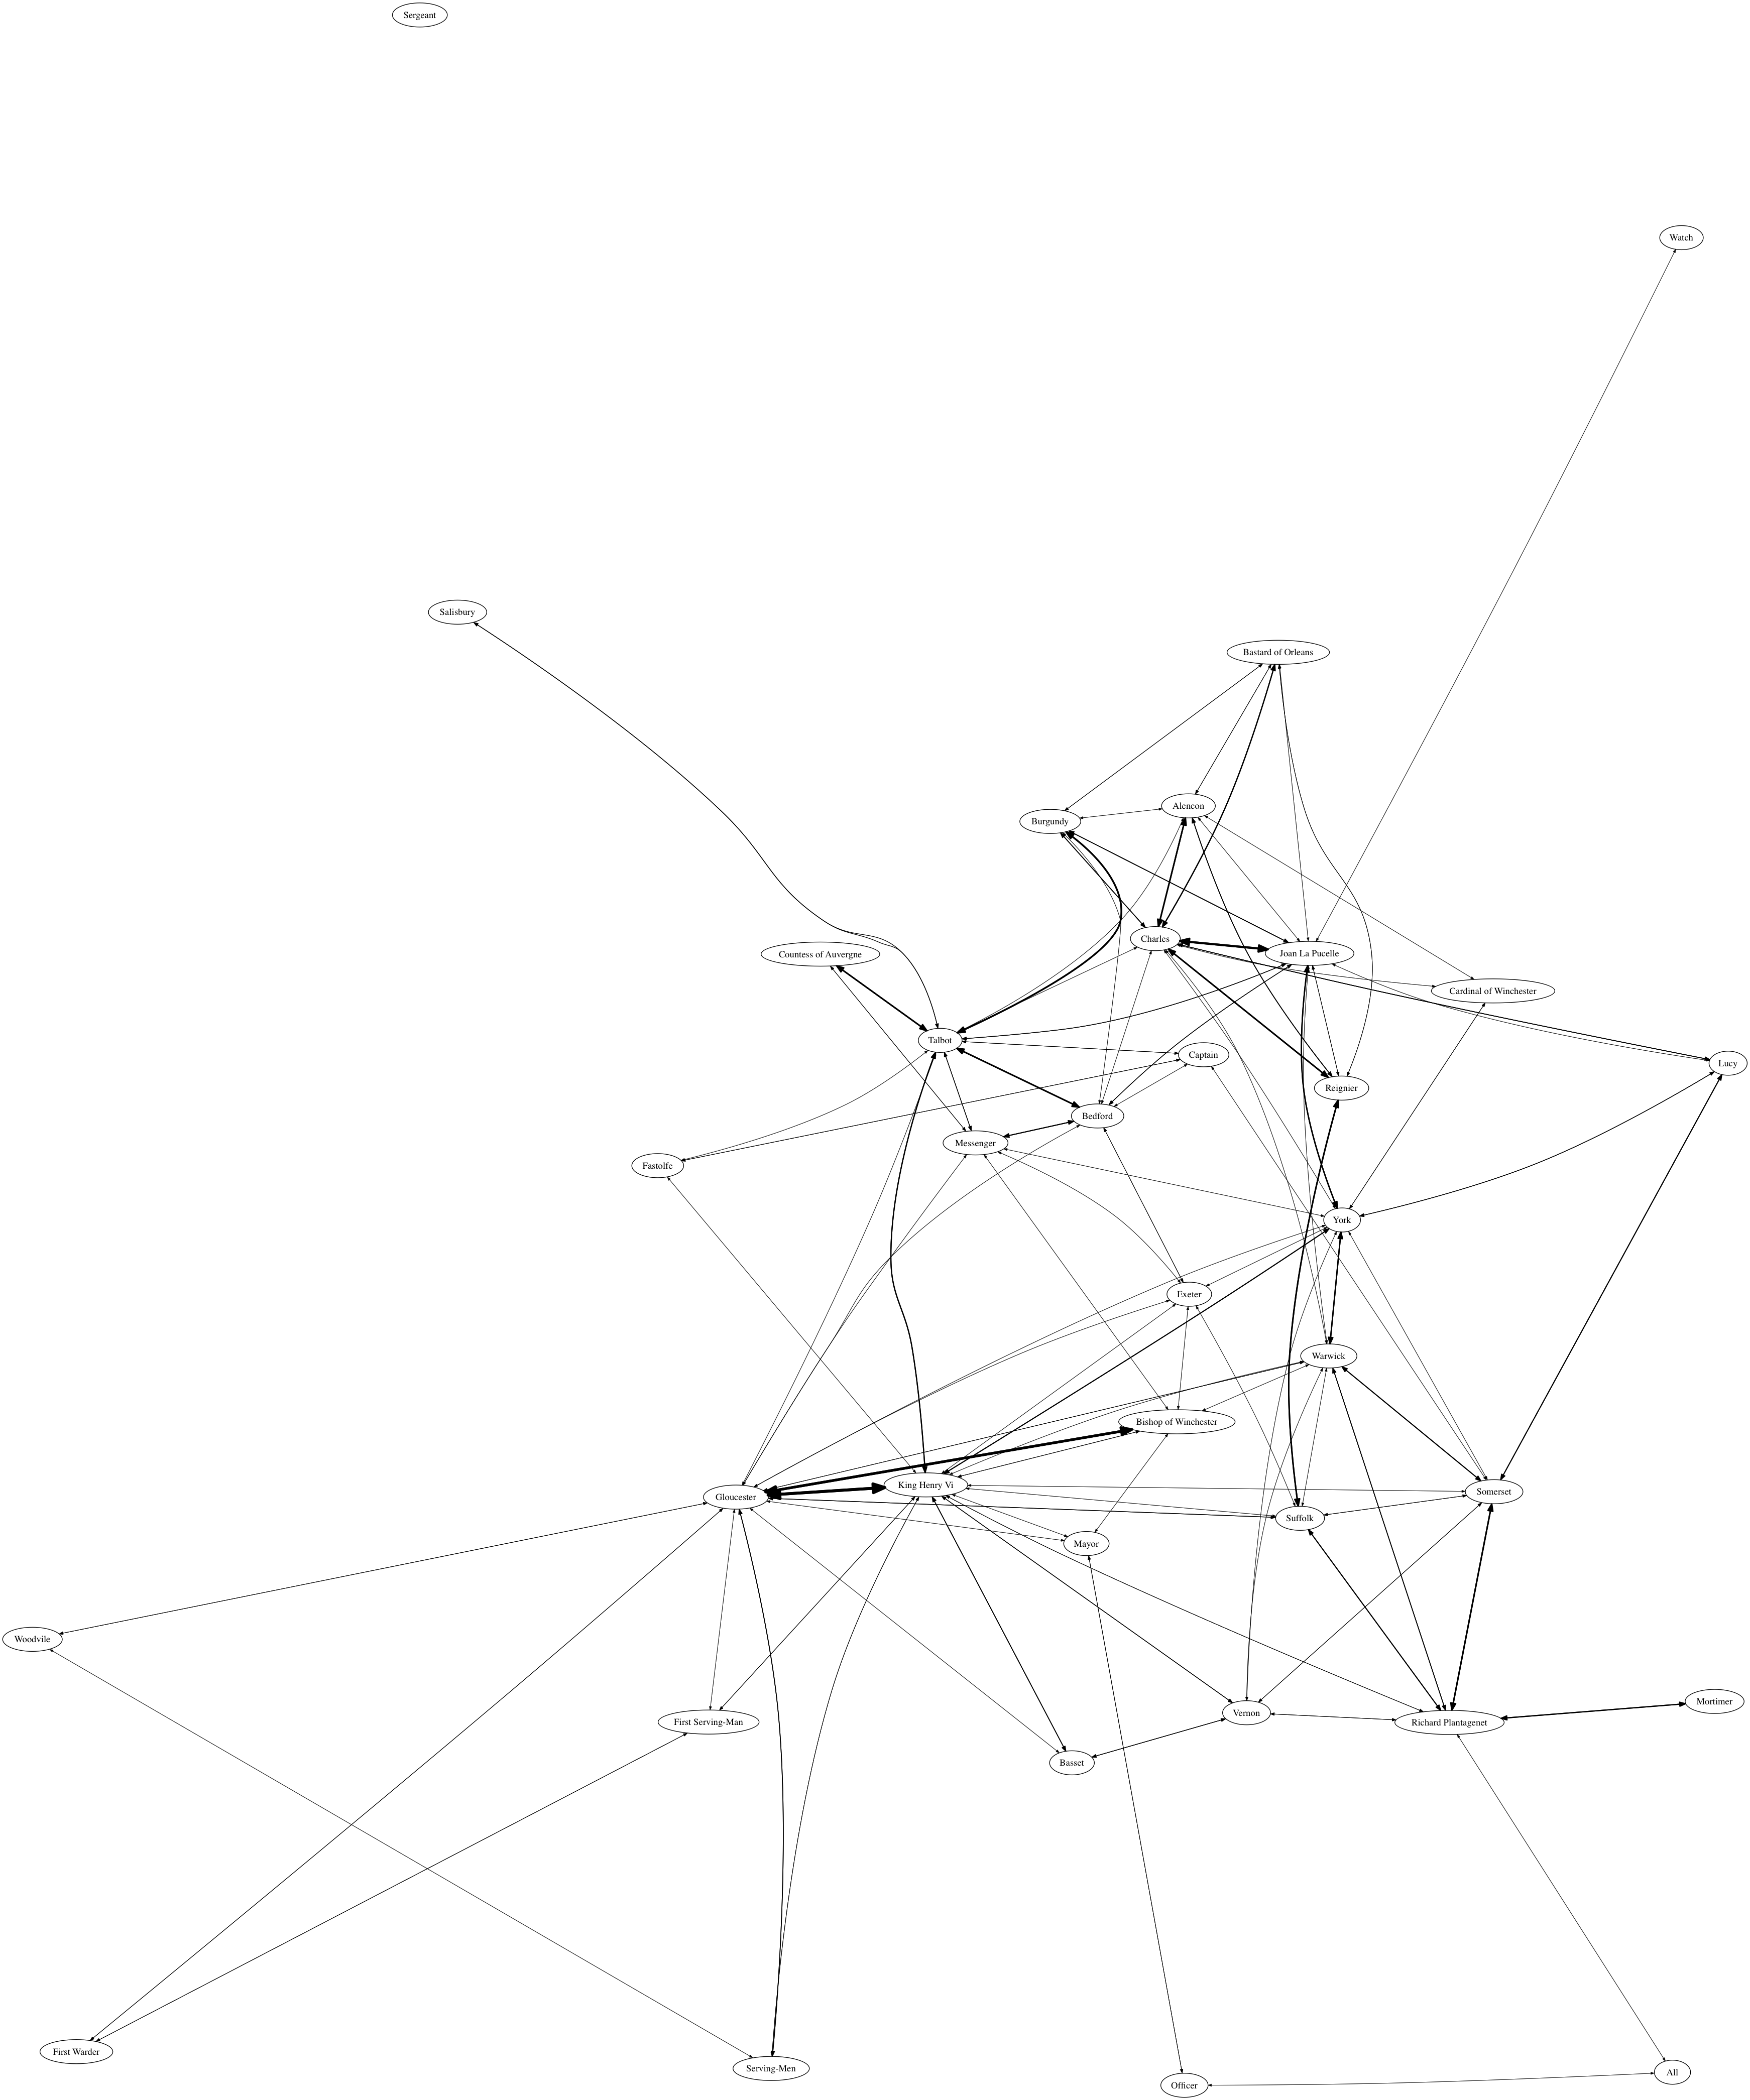 Sergeant
Watch
Salisbury
Bastard of Orleans
Alencon
Burgundy
Charles
Countess of Auvergne
Joan La Pucelle
Cardinal of Winchester
Talbot
Captain
Lucy
Reignier
Bedford
Messenger
Fastolfe
York
Exeter
Warwick
Bishop of Winchester
King Henry Vi
Gloucester
Somerset
Suffolk
Mayor
Woodvile
Mortimer
Vernon
First Serving-Man
Richard Plantagenet
Basset
First Warder
Serving-Men
All
Officer